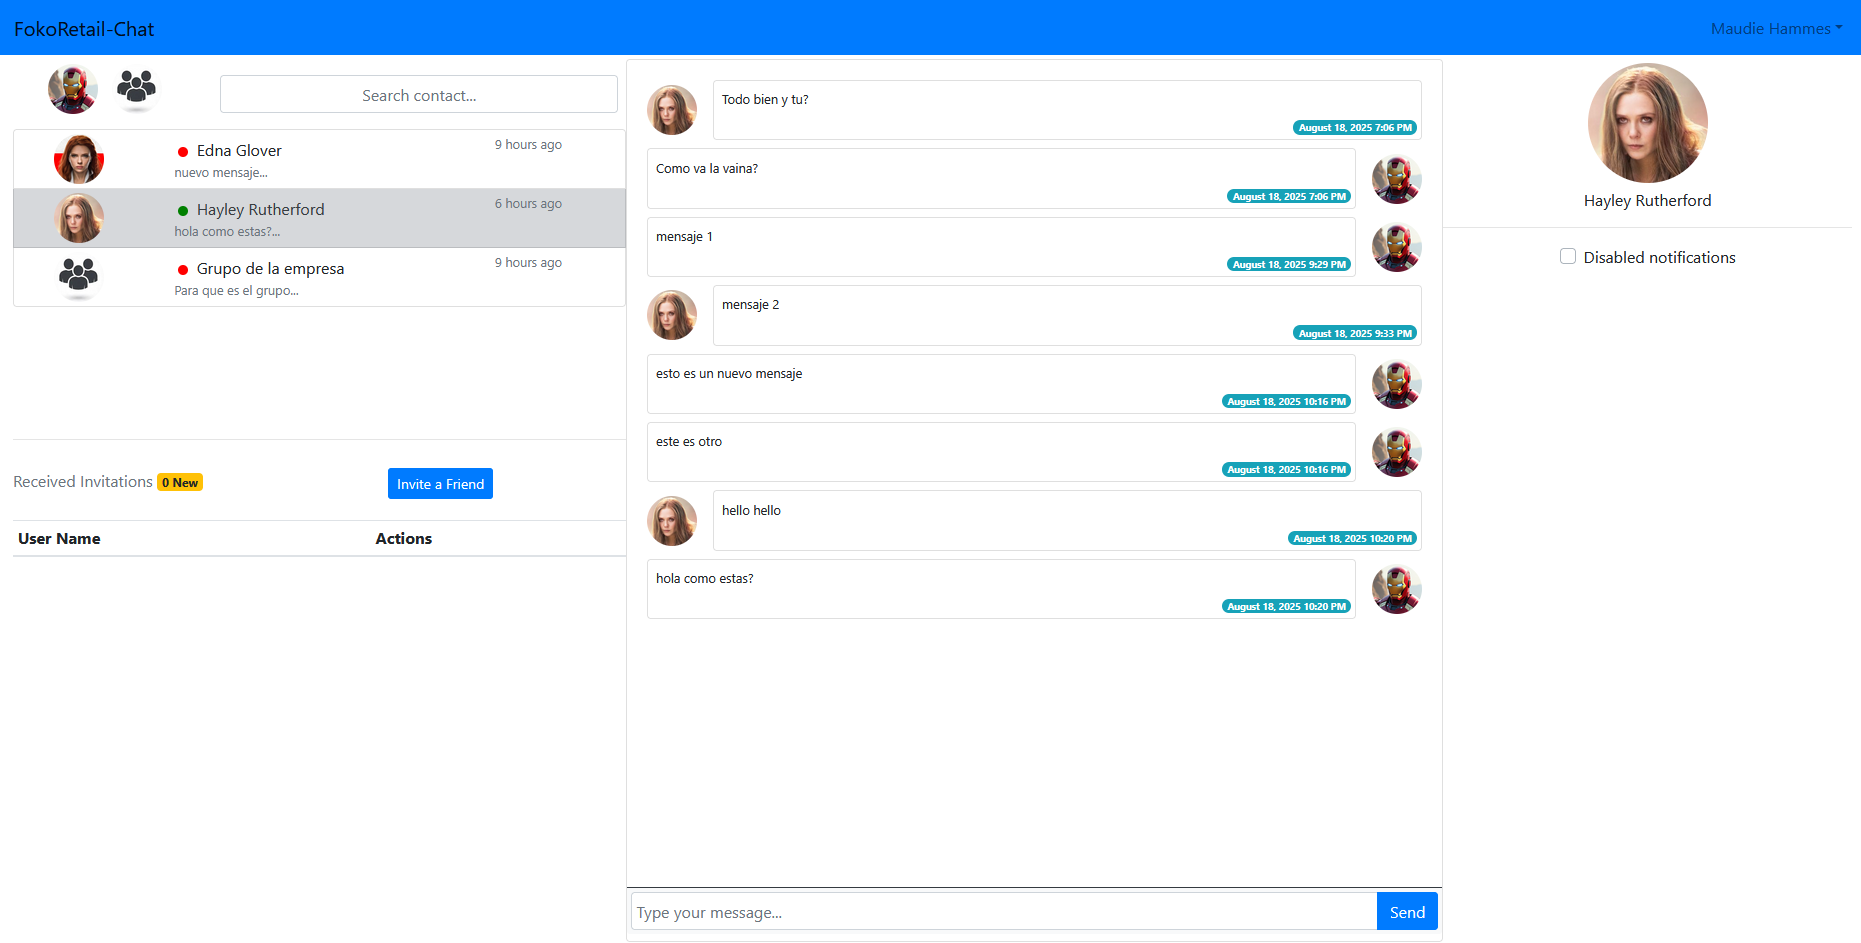 FokoRetail-Chat
Maudie Hammes
Search contact...
Edna Glover
9 hours ago
nuevo mensaje...
Hayley Rutherford
6 hours ago
hola como estas?...
Grupo de la empresa
9 hours ago
Para que es el grupo...
Received Invitations 0 New
Invite a Friend
User Name Actions
Todo bien y tu?
August 18, 2025 7:06 PM
Como va la vaina?
August 18, 2025 7:06 PM
mensaje 1
August 18, 2025 9:29 PM
mensaje 2
August 18, 2025 9:33 PM
esto es un nuevo mensaje
August 18, 2025 10:16 PM
este es otro
August 18, 2025 10:16 PM
hello hello
August 18, 2025 10:20 PM
hola como estas?
August 18, 2025 10:20 PM
Type your message...
Send
Hayley Rutherford
Disabled notifications